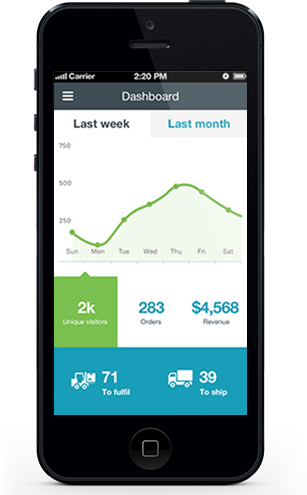 Carrier 2:20 PM
Dashboard
Last week Last month
750
500
250
Sun Mon Tue Wed Thu Fri Sat
2k 283 $4,568
Unique visitors Orders Revenue
71 39
To fulfil To ship